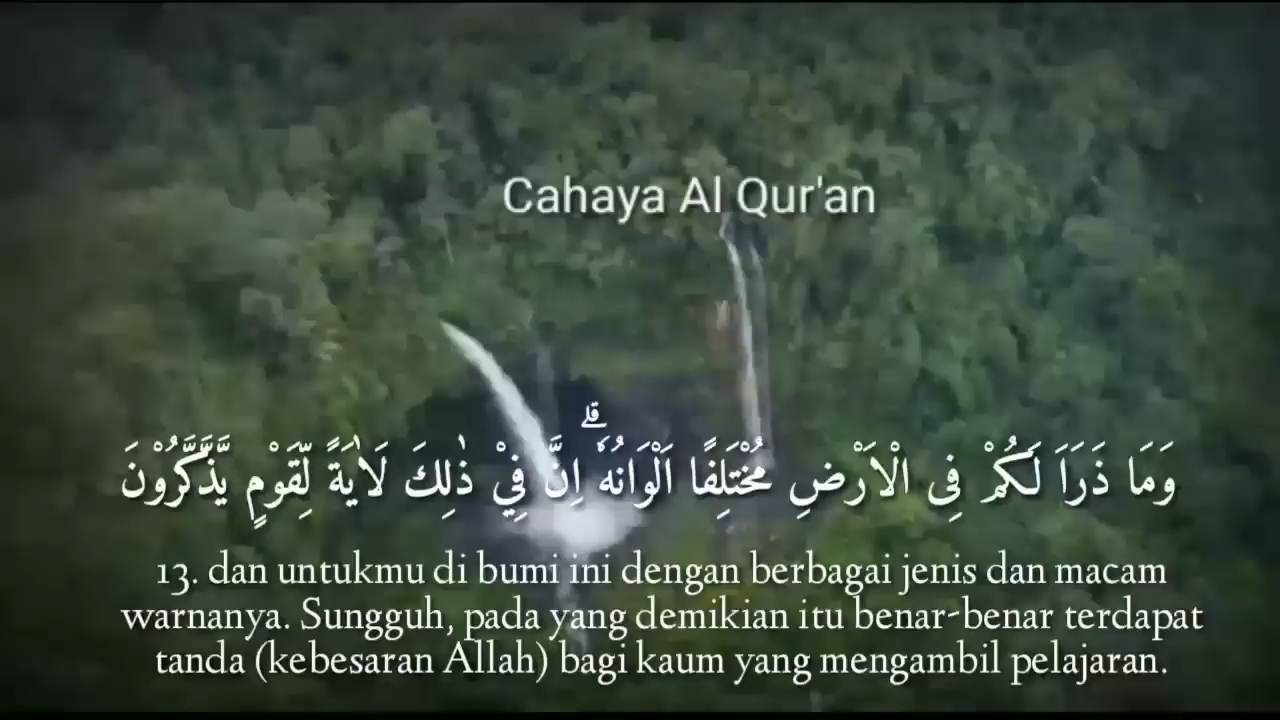 Cahaya Al Qur'an
وَمَا ذَرَاَ لَكُمْ فِى الْاَرْضِ مُخْتَلِفًا اَلْوَانُهٗ ۗاِنَّ فِيْ ذٰلِكَ لَاٰيَةً لِّقَوْمٍ يَّذَّكَّرُوْنَ
13. dan untukmu di bumi ini dengan berbagai jenis dan macam
warnanya. Sungguh, pada yang demikian itu benar-benar terdapat
tanda (kebesaran Allah) bagi kaum yang mengambil pelajaran.